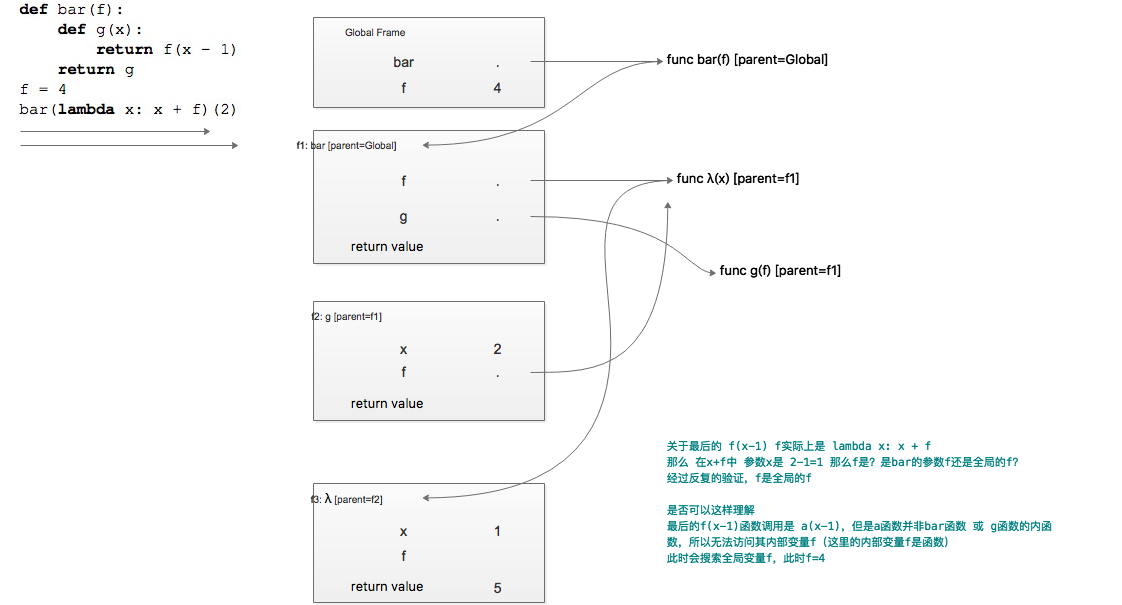 def bar(f):
    def g(x):
        return f(x - 1)
    return g
f = 4
bar(lambda x: x + f)(2)
Global Frame
bar .
f 4
func bar(f) [parent=Global]
f1: bar [parent=Global]
f .
g .
return value
func λ(x) [parent=f1]
func g(f) [parent=f1]
f2: g [parent=f1]
x 2
f .
return value
f3: λ [parent=f2]
x 1
f
return value 5
关于最后的 f(x-1) f实际上是 lambda x: x + f
那么 在x+f中 参数x是 2-1=1 那么f是? 是bar的参数f还是全局的f?
经过反复的验证, f是全局的f
是否可以这样理解
最后的f(x-1)函数调用是 a(x-1), 但是a函数并非bar函数 或 g函数的内函
数, 所以无法访问其内部变量f (这里的内部变量f是函数)
此时会搜索全局变量f, 此时f=4